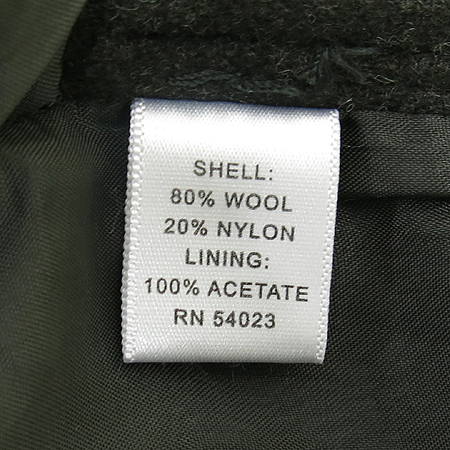 SHELL:
80% WOOL
20% NYLON
LINING:
100% ACETATE
RN 54023